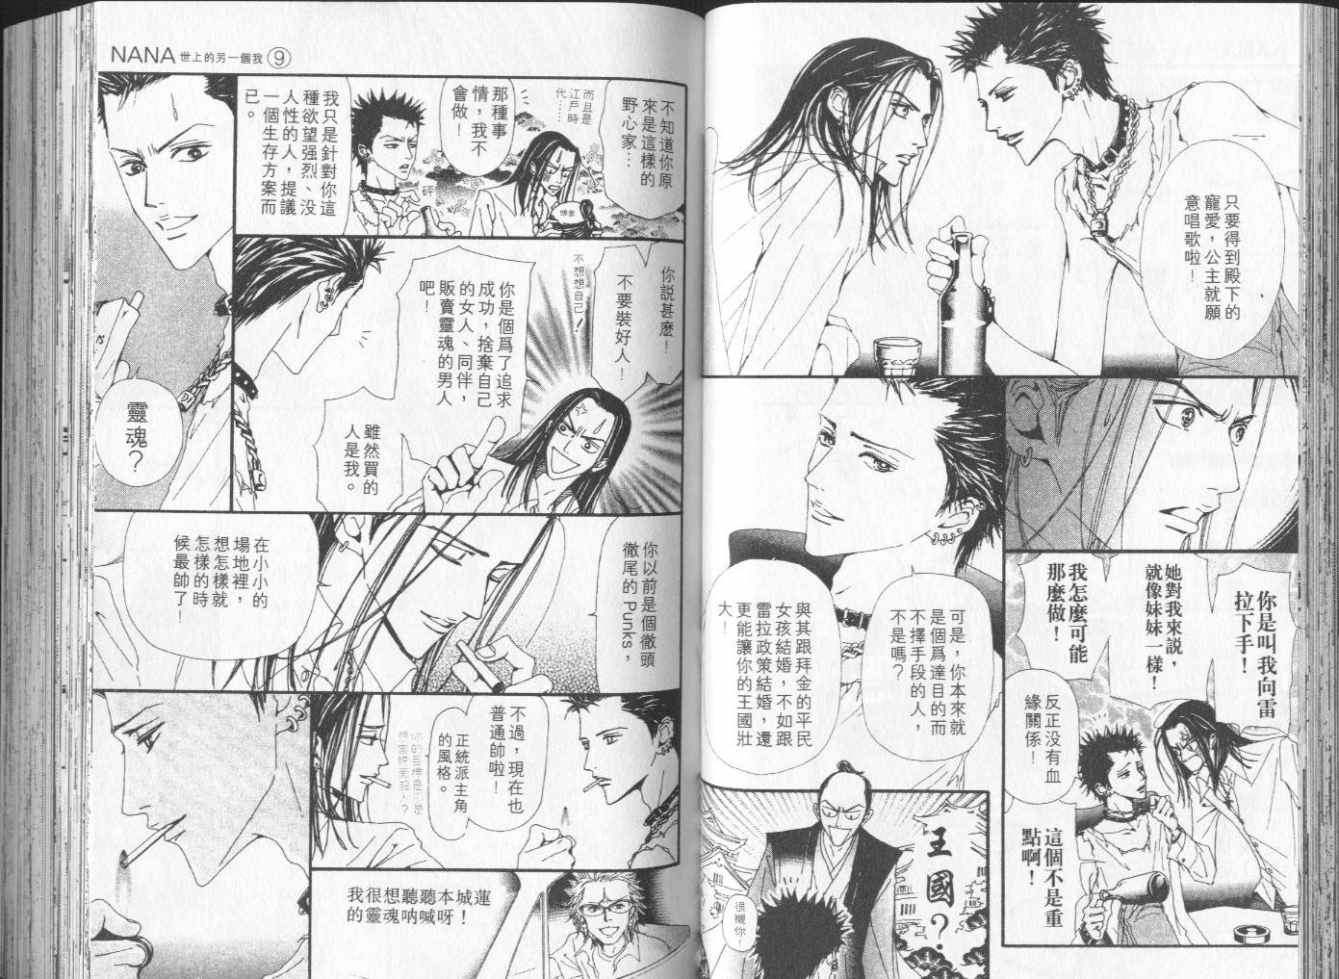 NANA 世上的另一個我 ⑨
只要得到殿下的
寵愛，公主就願
意唱歌啦！
你是叫我向雷
拉下手！
她對我來説，
就像妹妹一樣！
我怎麼可能
那麼做！
反正没有血
緣關係！
這個不是重
點啊！
可是，你本來就
是個爲達目的而
不擇手段的人，
不是嗎？
與其跟拜金的平民
女孩結婚，不如跟
雷拉政策結婚，還
更能讓你的王國壯
大！
王國？
很襯你！
不知道你原
來是這樣的
野心家…
而且是
江戶時
代……
那種事
情，我不
會做！
砰
我只是針對你這
種欲望强烈、没
人性的人，提議
一個生存方案而
已。
你説甚麽！
不要裝好人！
不想想自己！
你是個爲了追求
成功，捨棄自己
的女人、同伴，
販賣靈魂的男人
吧！
雖然買的
人是我。
靈魂？
你以前是個徹頭
徹尾的 Punks，
在小小的
場地裡，
想怎樣就
怎樣的時
候最帥了！
不過，現在也
普通帥啦！
正統派主角
的風格。
我很想聽聽本城蓮
的靈魂吶喊呀！